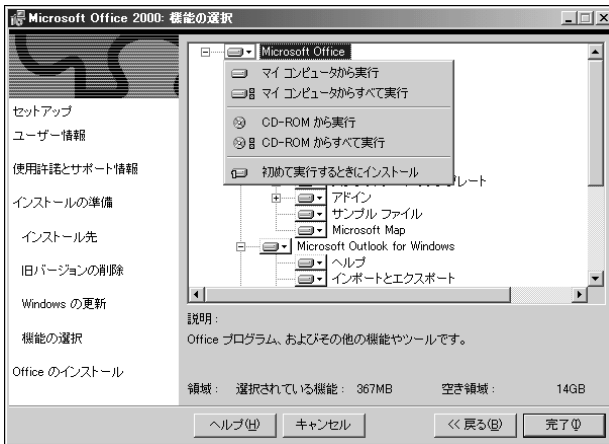 Microsoft Office 2000: 機能の選択
セットアップ
ユーザー情報
使用許諾とサポート情報
インストールの準備
インストール先
旧バージョンの削除
Windows の更新
機能の選択
Office のインストール
Microsoft Office
マイ コンピュータから実行
マイ コンピュータからすべて実行
CD-ROM から実行
CD-ROM からすべて実行
初めて実行するときにインストール
アドイン
サンプル ファイル
Microsoft Map
Microsoft Outlook for Windows
ヘルプ
インポートとエクスポート
説明:
Office プログラム、およびその他の機能やツールです。
領域: 選択されている機能: 367MB 空き領域: 14GB
ヘルプ(H) キャンセル << 戻る(B) 完了(I)